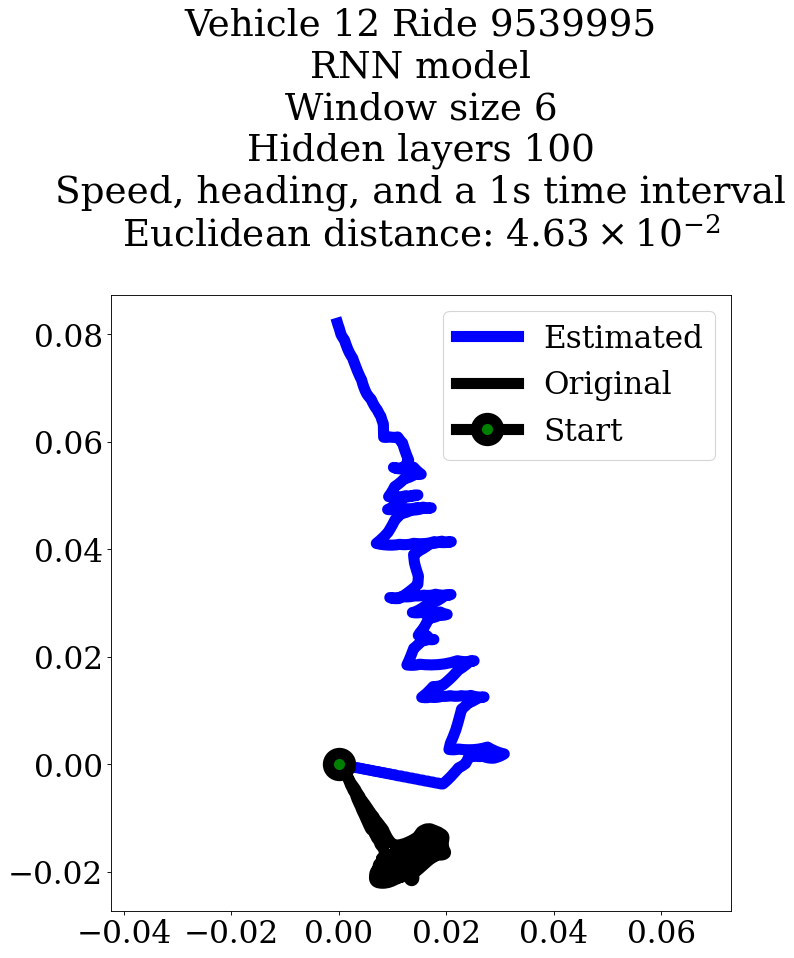 Vehicle 12 Ride 9539995
RNN model
Window size 6
Hidden layers 100
Speed, heading, and a 1s time interval
Euclidean distance: 4.63 × 10⁻²
Estimated
Original
Start
0.08
0.06
0.04
0.02
0.00
−0.02
−0.04 −0.02 0.00 0.02 0.04 0.06